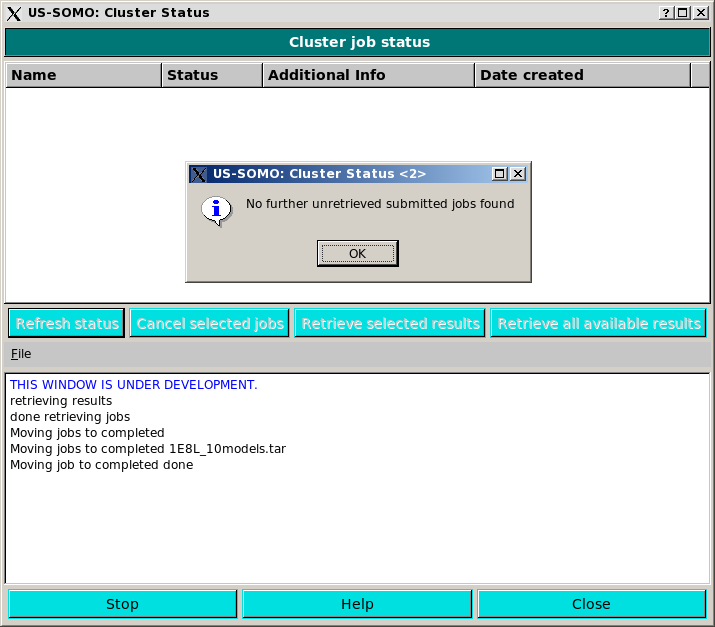 US-SOMO: Cluster Status
Cluster job status
Name Status Additional Info Date created
US-SOMO: Cluster Status <2>
No further unretrieved submitted jobs found
OK
Refresh status Cancel selected jobs Retrieve selected results Retrieve all available results
File
THIS WINDOW IS UNDER DEVELOPMENT.
retrieving results
done retrieving jobs
Moving jobs to completed
Moving jobs to completed 1E8L_10models.tar
Moving job to completed done
Stop Help Close